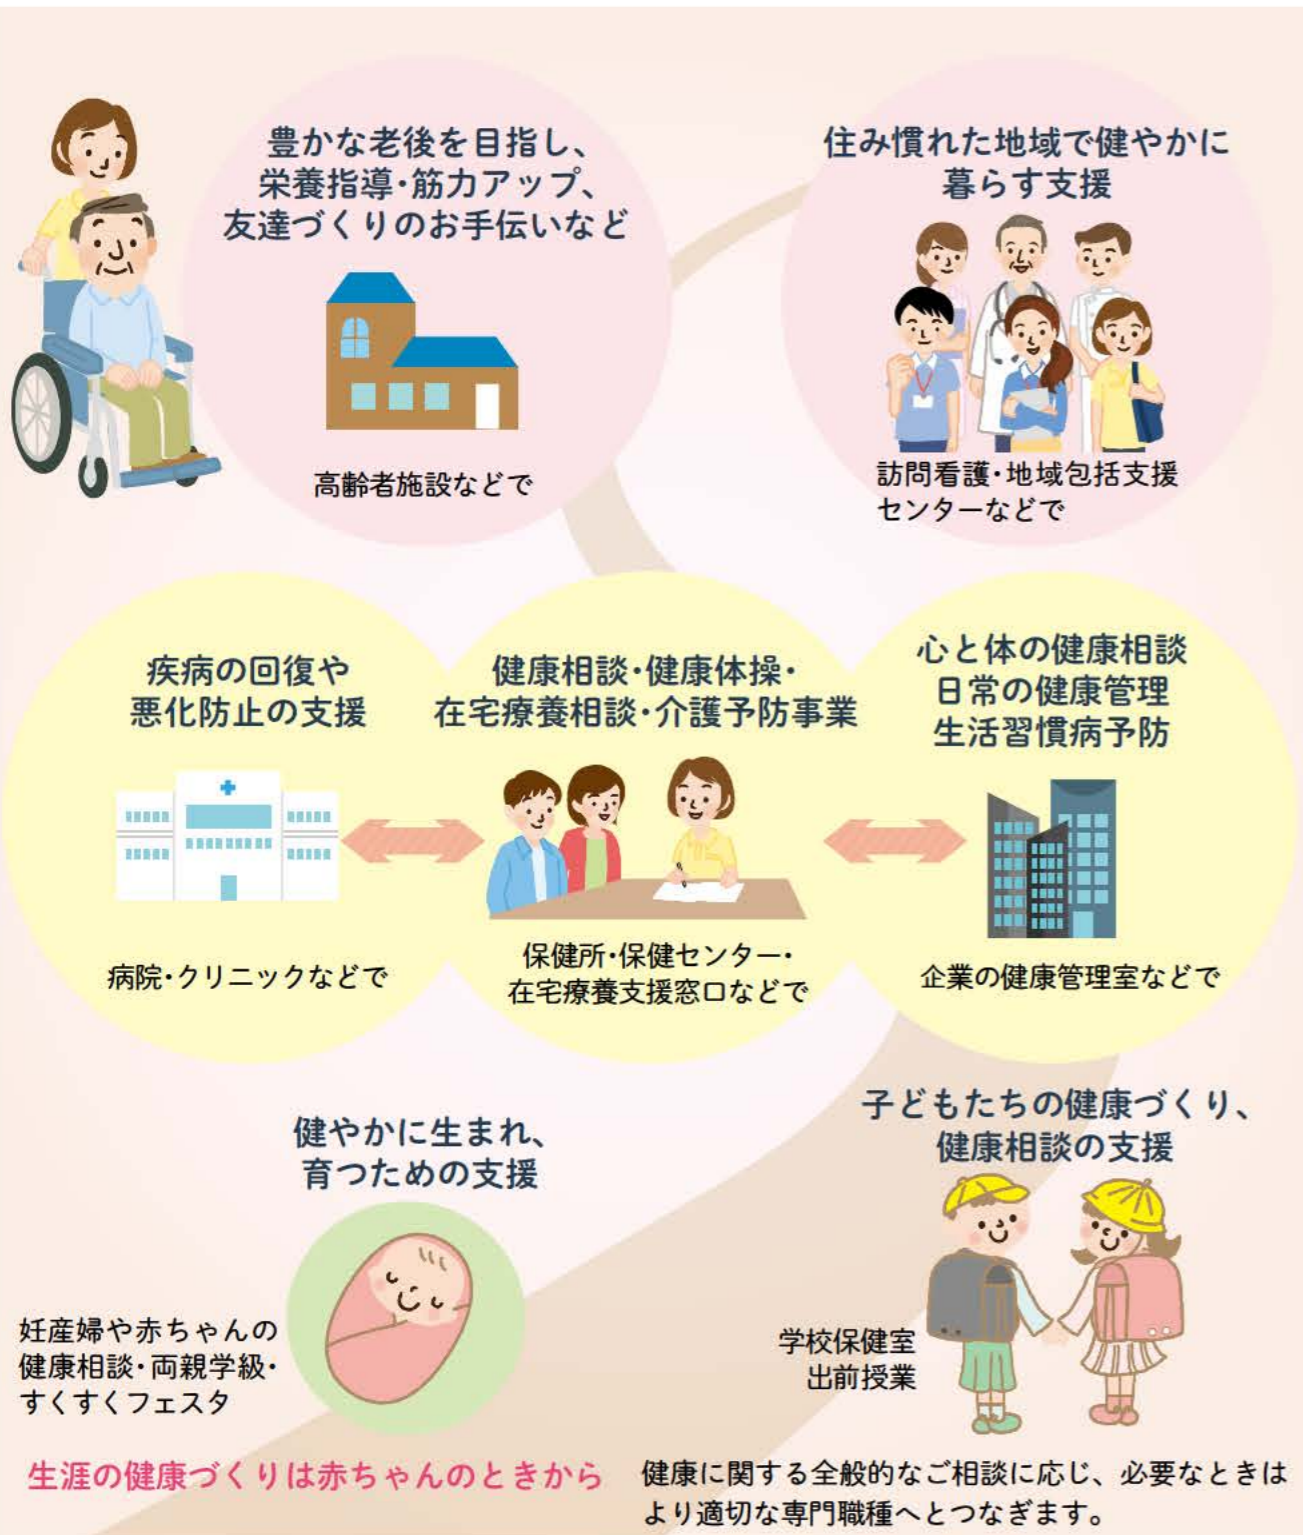 豊かな老後を目指し、
栄養指導・筋力アップ、
友達づくりのお手伝いなど
高齢者施設などで
住み慣れた地域で健やかに
暮らす支援
訪問看護・地域包括支援
センターなどで
疾病の回復や
悪化防止の支援
病院・クリニックなどで
健康相談・健康体操・
在宅療養相談・介護予防事業
保健所・保健センター・
在宅療養支援窓口などで
心と体の健康相談
日常の健康管理
生活習慣病予防
企業の健康管理室などで
健やかに生まれ、
育つための支援
妊産婦や赤ちゃんの
健康相談・両親学級・
すくすくフェスタ
子どもたちの健康づくり、
健康相談の支援
学校保健室
出前授業
生涯の健康づくりは赤ちゃんのときから
健康に関する全般的なご相談に応じ、必要なときは
より適切な専門職種へとつなぎます。